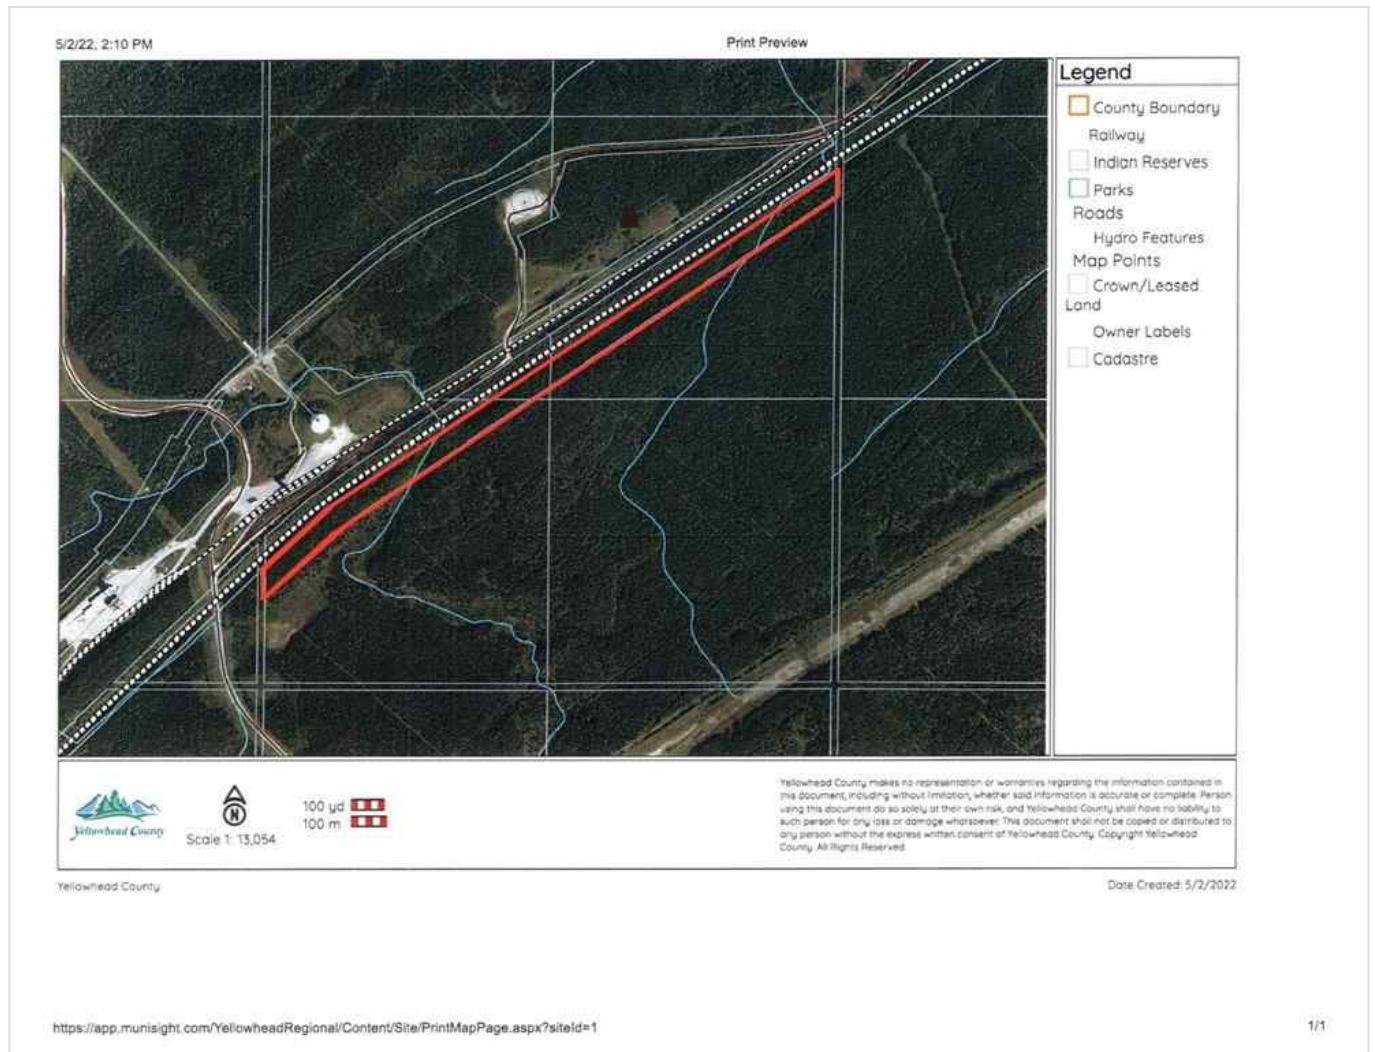 5/2/22, 2:10 PM
Print Preview
Legend
County Boundary
Railway
Indian Reserves
Parks
Roads
Hydro Features
Map Points
Crown/Leased
Land
Owner Labels
Cadastre
Yellowhead County
N
Scale 1: 13,054
100 yd
100 m
Yellowhead County makes no representation or warranties regarding the information contained in
this document, including without limitation, whether said information is accurate or complete. Person
using this document do so solely at their own risk, and Yellowhead County shall have no liability to
such person for any loss or damage whatsoever. This document shall not be copied or distributed to
any person without the express written consent of Yellowhead County. Copyright Yellowhead
County. All Rights Reserved.
Yellowhead County
Date Created: 5/2/2022
https://app.munisight.com/YellowheadRegional/Content/Site/PrintMapPage.aspx?siteId=1
1/1